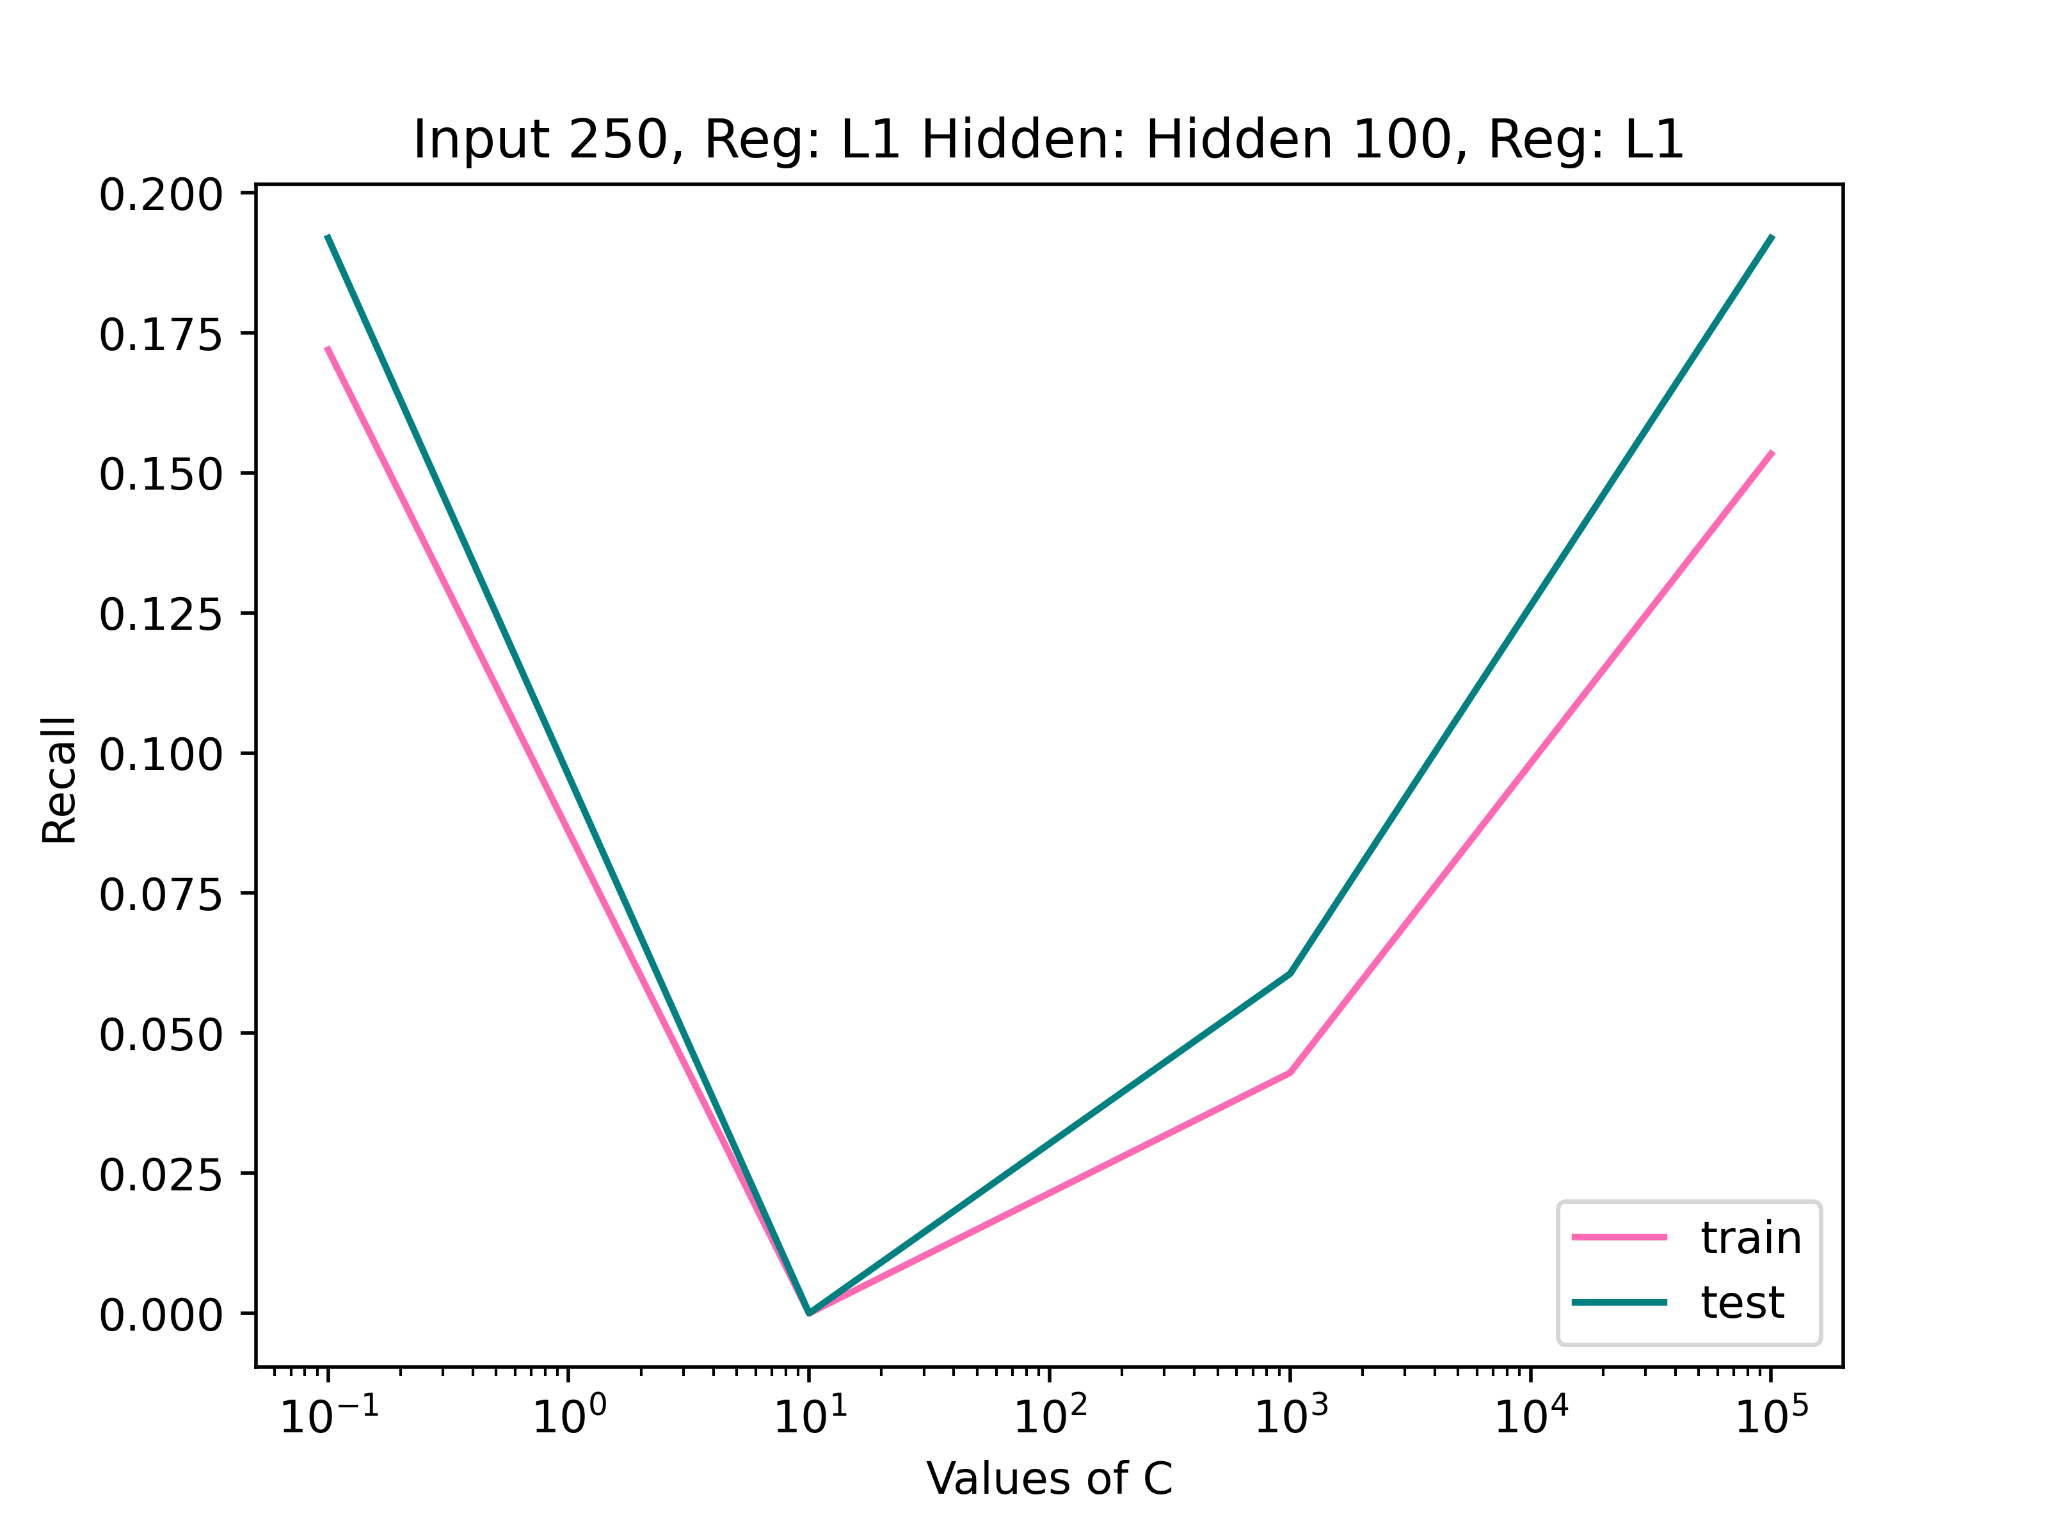 Input 250, Reg: L1 Hidden: Hidden 100, Reg: L1
0.200
0.175
0.150
0.125
0.100
0.075
0.050
0.025
0.000
Recall
train
test
10⁻¹ 10⁰ 10¹ 10² 10³ 10⁴ 10⁵
Values of C